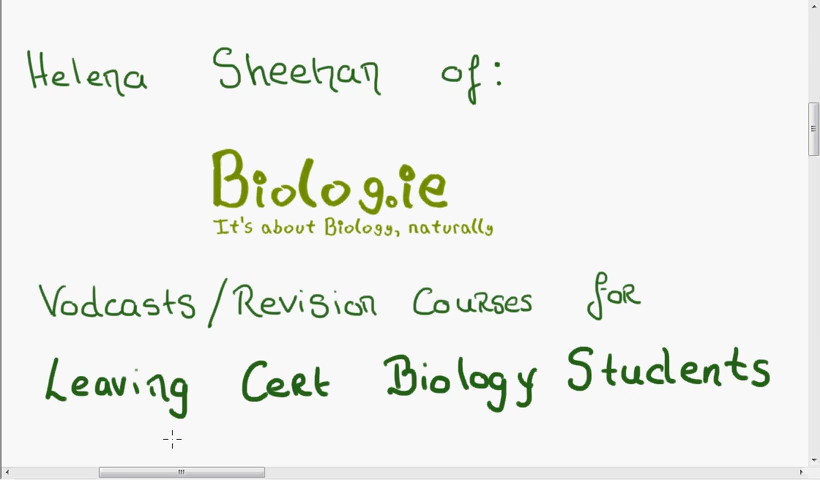 Helena Sheehan of:
Biolog.ie
It's about Biology, naturally
Vodcasts/Revision Courses for
Leaving Cert Biology Students